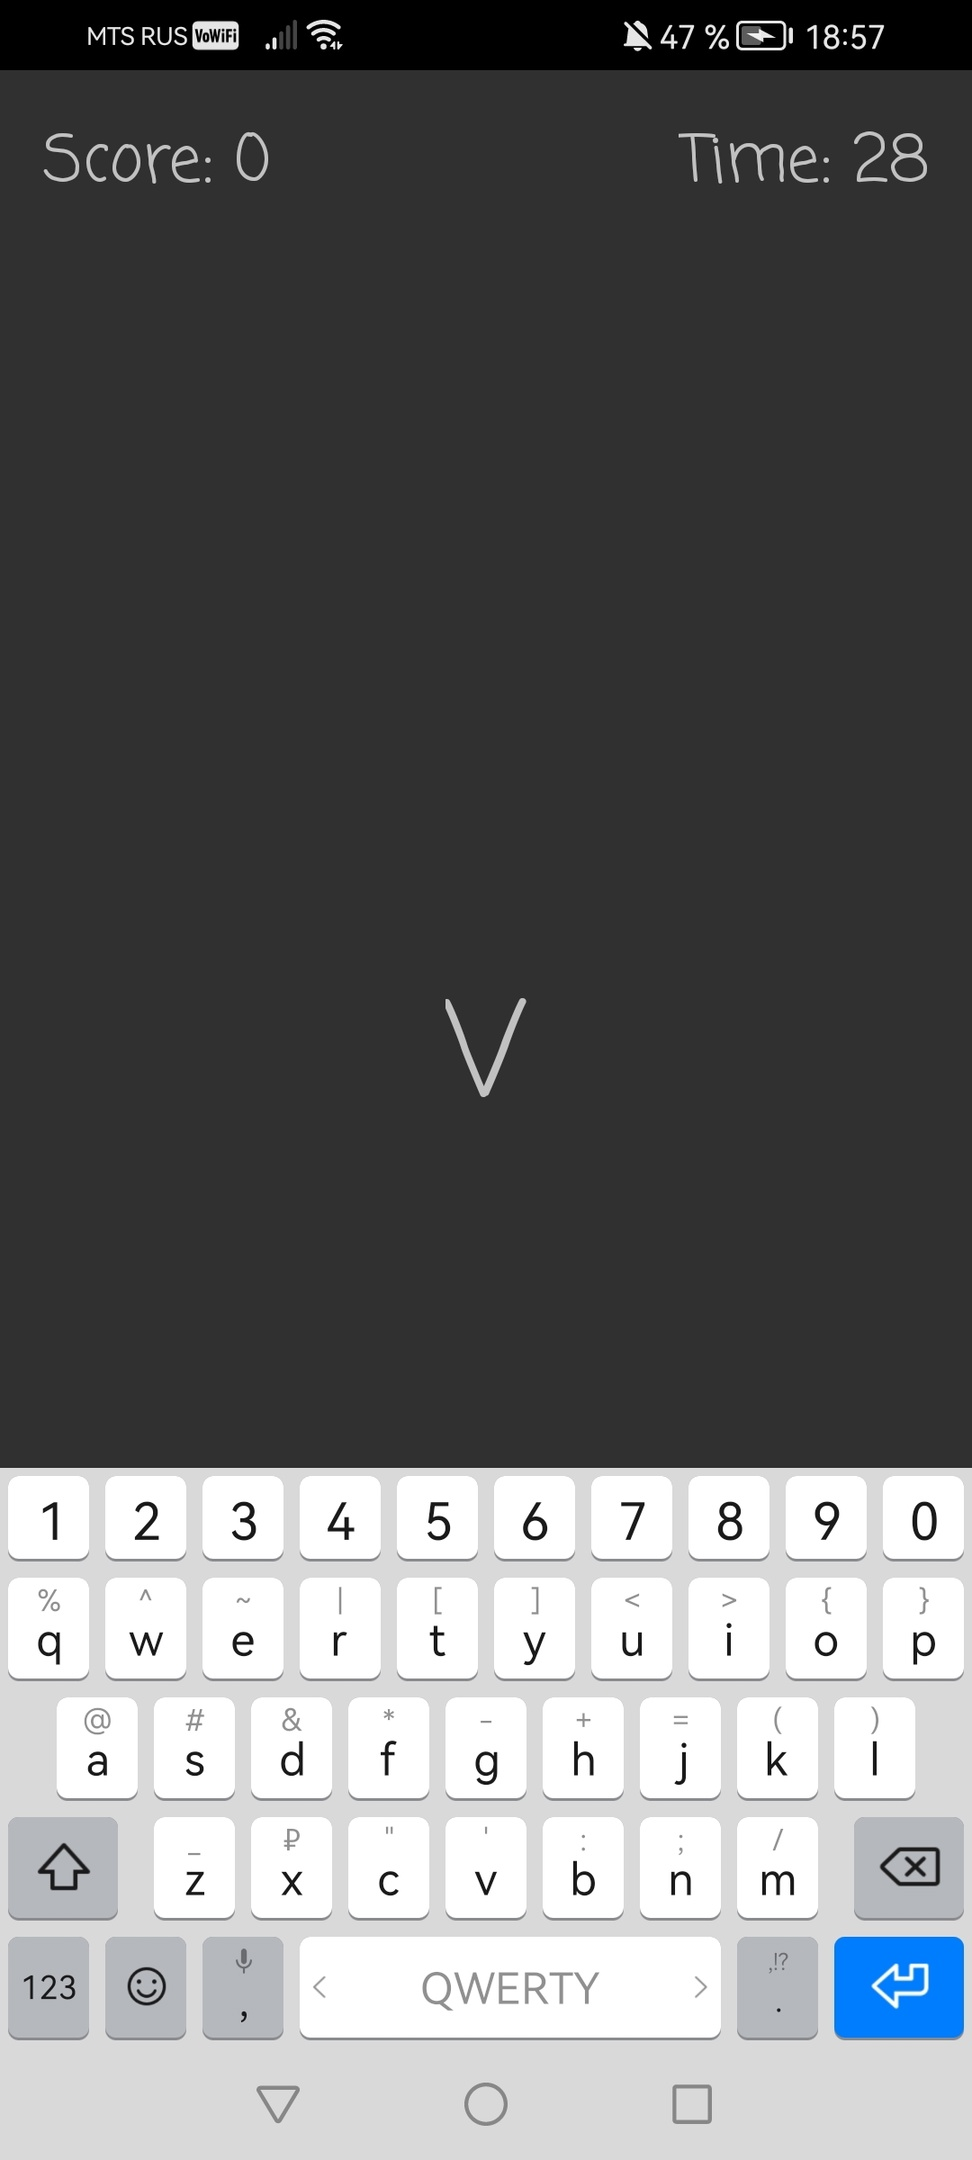 MTS RUS VoWiFi 47 % 18:57
Score: 0 Time: 28
V
1 2 3 4 5 6 7 8 9 0
% ^ ~ | [ ] < > { }
q w e r t y u i o p
@ # & * - + = ( )
a s d f g h j k l
_ ₽ " ' : ; /
z x c v b n m
,!?
123 , < QWERTY > .